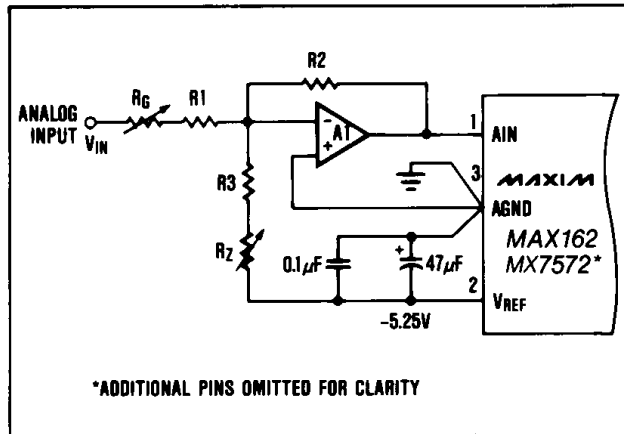 R2
RG R1
ANALOG
INPUT
VIN
-
A1
+
1
AIN
3
MAXIM
AGND
MAX162
MX7572*
R3
RZ
0.1µF
+
47µF
2
VREF
-5.25V
*ADDITIONAL PINS OMITTED FOR CLARITY